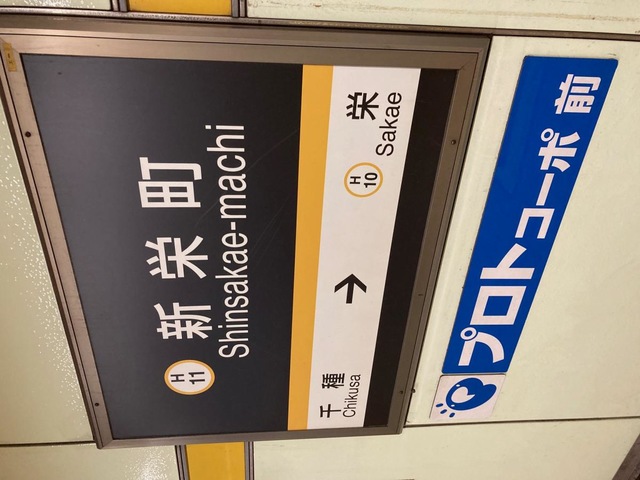 H 11 新栄町
Shinsakae-machi
千種
Chikusa
H 10
栄
Sakae
プロトコーポ 前